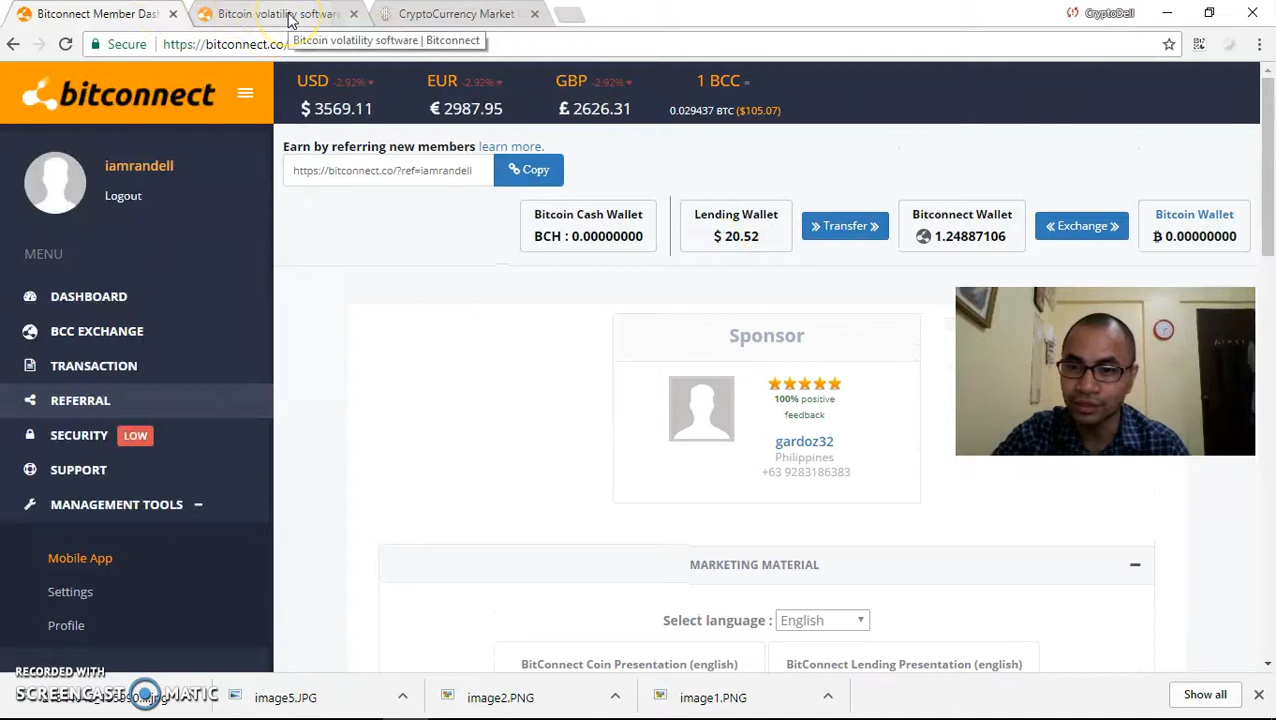 Bitconnect Member Das
Bitcoin volatility software
CryptoCurrency Market
CryptoDell
Secure
https://bitconnect.co/
Bitcoin volatility software | Bitconnect
bitconnect
USD -2.92%
EUR -2.92%
GBP -2.92%
1 BCC =
$ 3569.11
€ 2987.95
£ 2626.31
0.029437 BTC ($105.07)
iamrandell
Logout
Earn by referring new members learn more.
https://bitconnect.co/?ref=iamrandell
Copy
Bitcoin Cash Wallet
BCH : 0.00000000
Lending Wallet
$ 20.52
Transfer
Bitconnect Wallet
1.24887106
Exchange
Bitcoin Wallet
0.00000000
MENU
DASHBOARD
BCC EXCHANGE
TRANSACTION
REFERRAL
SECURITY LOW
SUPPORT
MANAGEMENT TOOLS
Mobile App
Settings
Profile
Sponsor
100% positive
feedback
gardoz32
Philippines
+63 9283186383
MARKETING MATERIAL
Select language : English
BitConnect Coin Presentation (english)
BitConnect Lending Presentation (english)
RECORDED WITH
SCREENCAST MATIC
image5.JPG
image2.PNG
image1.PNG
Show all